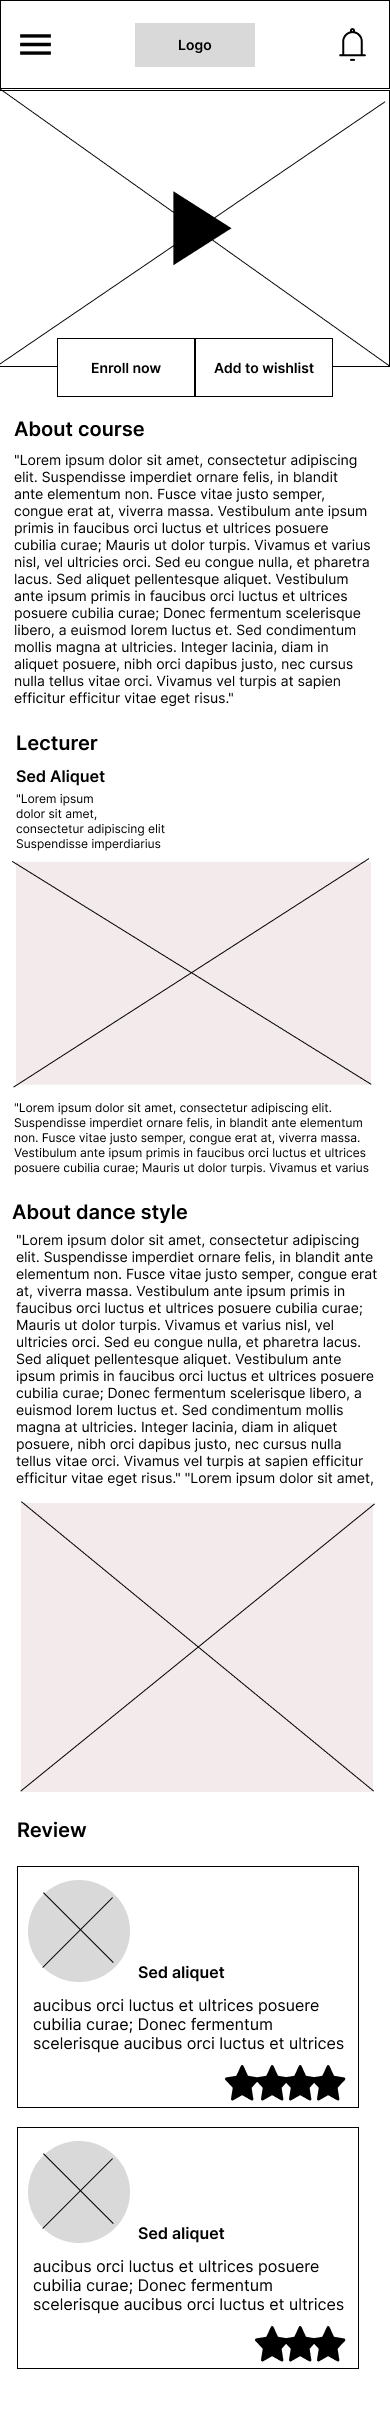 Logo
Enroll now
Add to wishlist
About course
"Lorem ipsum dolor sit amet, consectetur adipiscing
elit. Suspendisse imperdiet ornare felis, in blandit
ante elementum non. Fusce vitae justo semper,
congue erat at, viverra massa. Vestibulum ante ipsum
primis in faucibus orci luctus et ultrices posuere
cubilia curae; Mauris ut dolor turpis. Vivamus et varius
nisl, vel ultricies orci. Sed eu congue nulla, et pharetra
lacus. Sed aliquet pellentesque aliquet. Vestibulum
ante ipsum primis in faucibus orci luctus et ultrices
posuere cubilia curae; Donec fermentum scelerisque
libero, a euismod lorem luctus et. Sed condimentum
mollis magna at ultricies. Integer lacinia, diam in
aliquet posuere, nibh orci dapibus justo, nec cursus
nulla tellus vitae orci. Vivamus vel turpis at sapien
efficitur efficitur vitae eget risus."
Lecturer
Sed Aliquet
"Lorem ipsum
dolor sit amet,
consectetur adipiscing elit
Suspendisse imperdiarius
"Lorem ipsum dolor sit amet, consectetur adipiscing elit.
Suspendisse imperdiet ornare felis, in blandit ante elementum
non. Fusce vitae justo semper, congue erat at, viverra massa.
Vestibulum ante ipsum primis in faucibus orci luctus et ultrices
posuere cubilia curae; Mauris ut dolor turpis. Vivamus et varius
About dance style
"Lorem ipsum dolor sit amet, consectetur adipiscing
elit. Suspendisse imperdiet ornare felis, in blandit ante
elementum non. Fusce vitae justo semper, congue erat
at, viverra massa. Vestibulum ante ipsum primis in
faucibus orci luctus et ultrices posuere cubilia curae;
Mauris ut dolor turpis. Vivamus et varius nisl, vel
ultricies orci. Sed eu congue nulla, et pharetra lacus.
Sed aliquet pellentesque aliquet. Vestibulum ante
ipsum primis in faucibus orci luctus et ultrices posuere
cubilia curae; Donec fermentum scelerisque libero, a
euismod lorem luctus et. Sed condimentum mollis
magna at ultricies. Integer lacinia, diam in aliquet
posuere, nibh orci dapibus justo, nec cursus nulla
tellus vitae orci. Vivamus vel turpis at sapien efficitur
efficitur vitae eget risus." "Lorem ipsum dolor sit amet,
Review
Sed aliquet
aucibus orci luctus et ultrices posuere
cubilia curae; Donec fermentum
scelerisque aucibus orci luctus et ultrices
Sed aliquet
aucibus orci luctus et ultrices posuere
cubilia curae; Donec fermentum
scelerisque aucibus orci luctus et ultrices